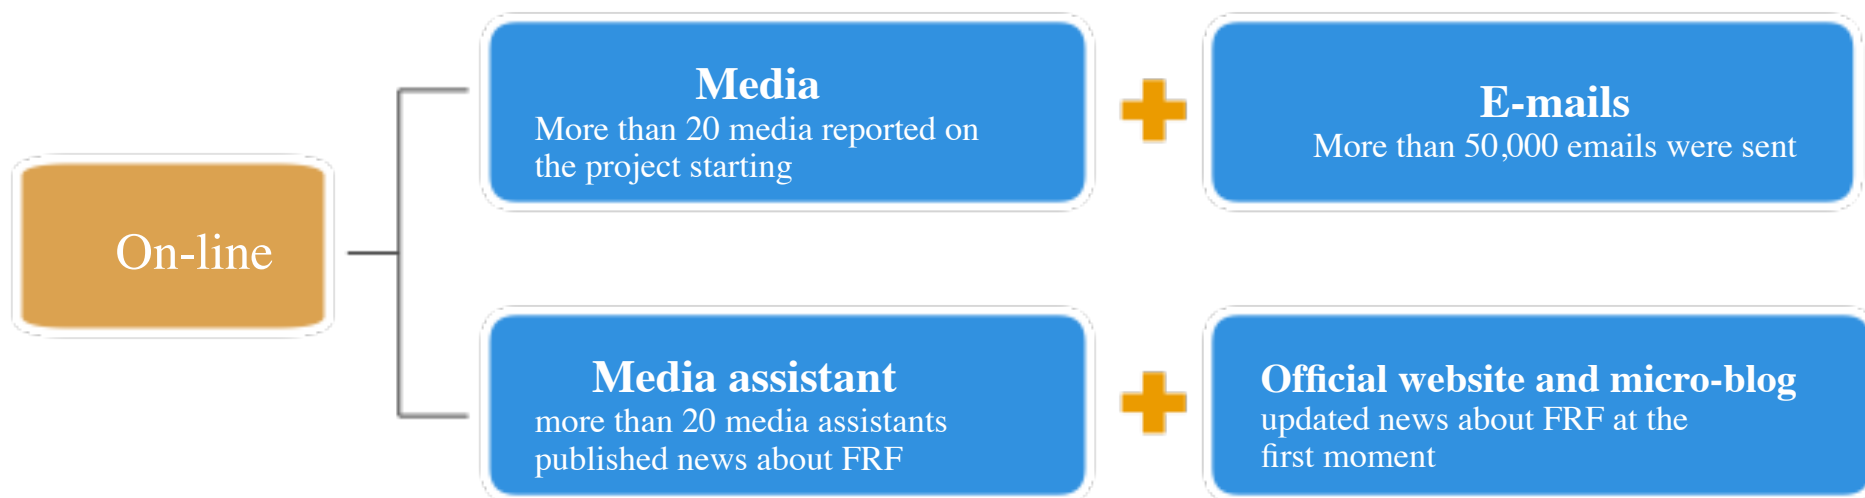 On-line
Media
More than 20 media reported on
the project starting
E-mails
More than 50,000 emails were sent
Media assistant
more than 20 media assistants
published news about FRF
Official website and micro-blog
updated news about FRF at the
first moment